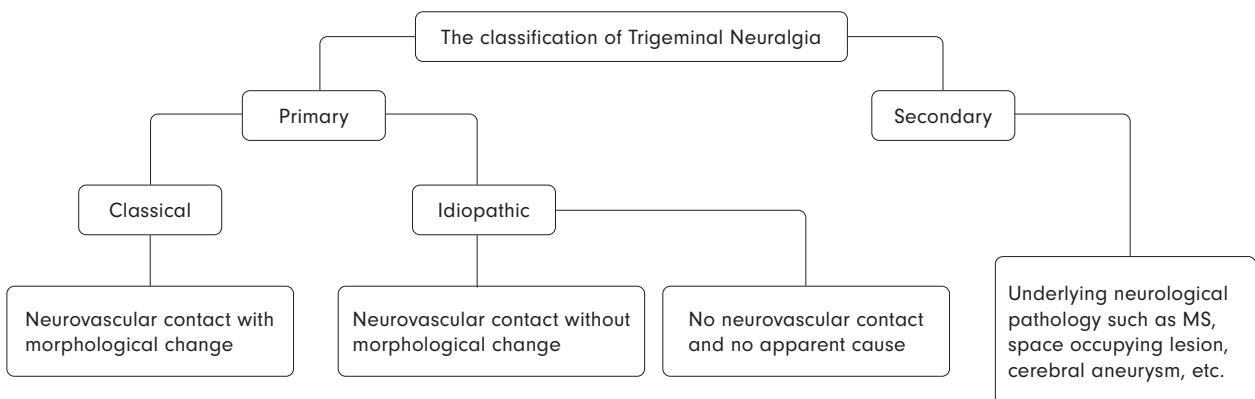 The classification of Trigeminal Neuralgia
Primary
Secondary
Classical
Idiopathic
Neurovascular contact with
morphological change
Neurovascular contact without
morphological change
No neurovascular contact
and no apparent cause
Underlying neurological
pathology such as MS,
space occupying lesion,
cerebral aneurysm, etc.